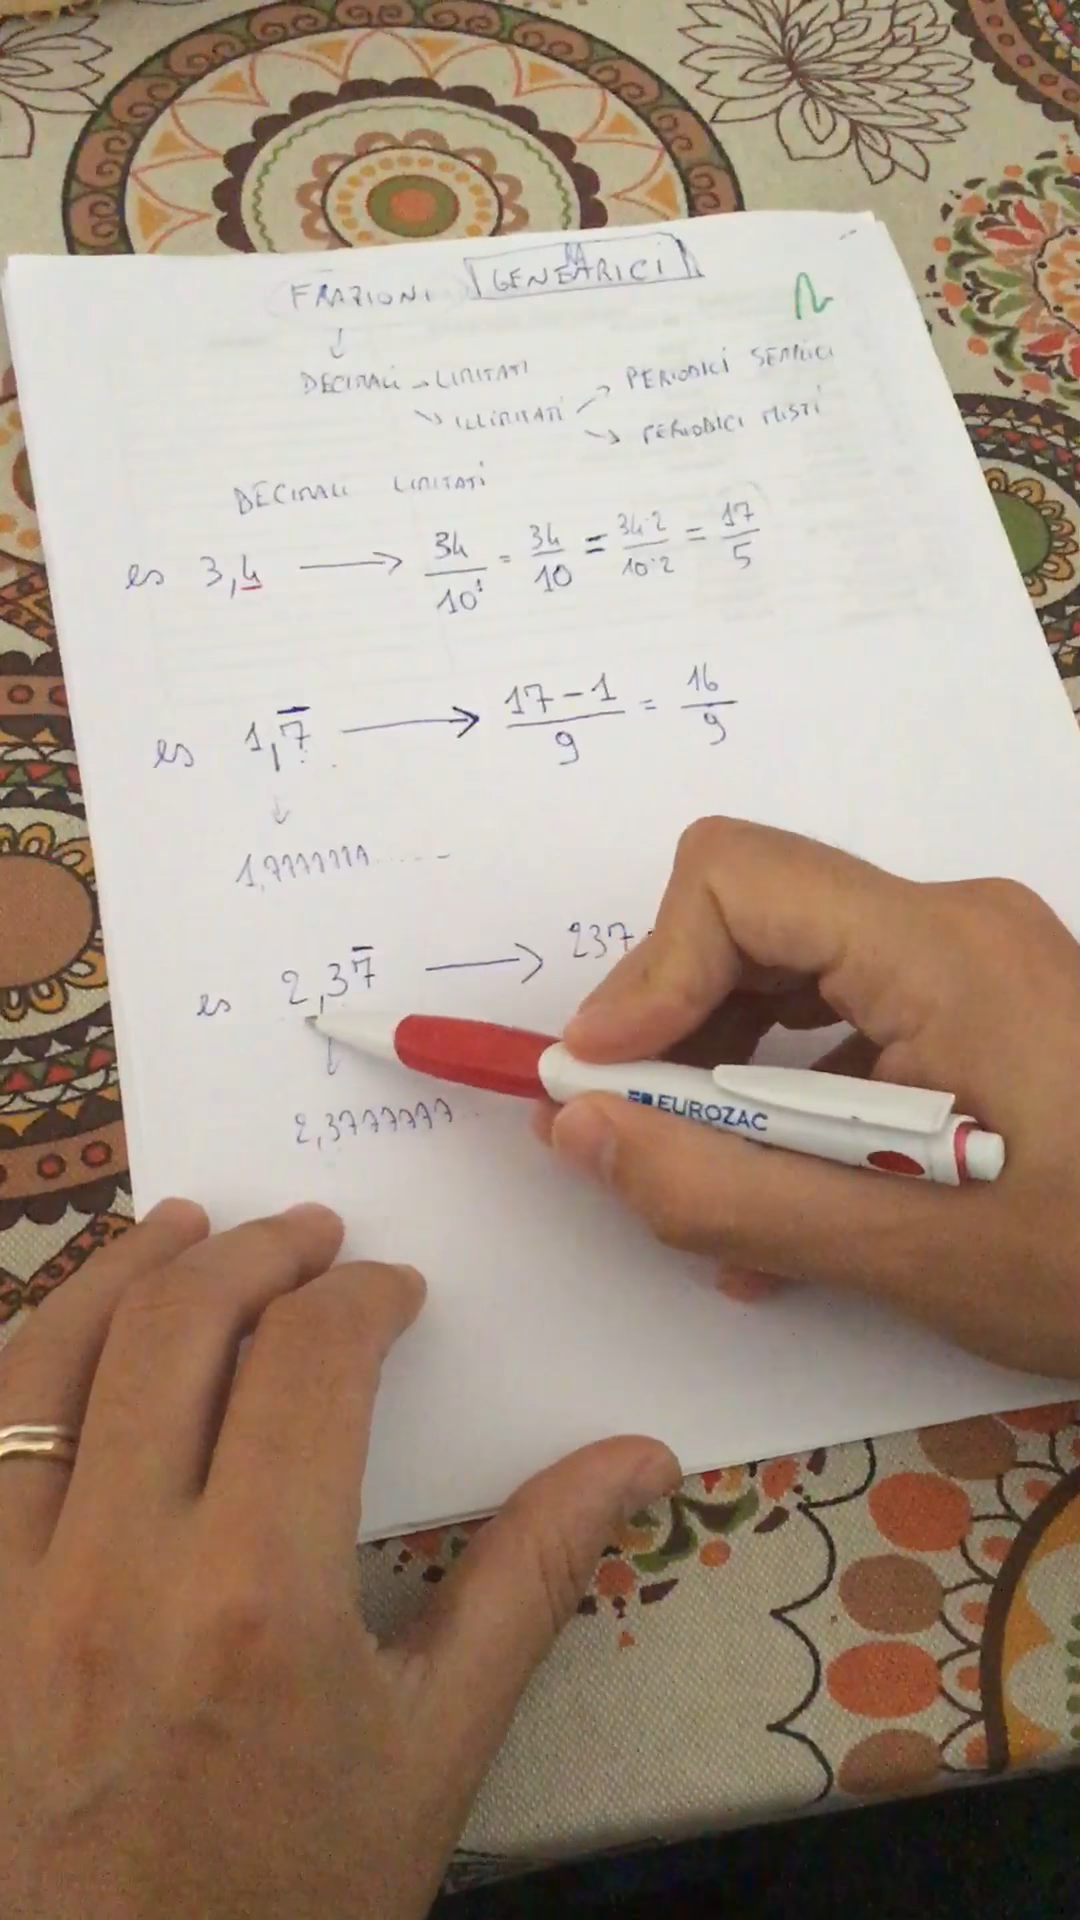 FRAZIONI GENERATRICI
↓
DECIMALI → LIMITATI
↘ ILLIMITATI ↗ PERIODICI SEMPLICI
↘ PERIODICI MISTI
DECIMALI LIMITATI
es 3,4 → 34/10¹ = 34/10 = 34:2/10:2 = 17/5
es 1,7̅ → 17-1/9 = 16/9
↓
1,7777777.....
es 2,37̅ → 237
↓
2,3777777
EUROZAC